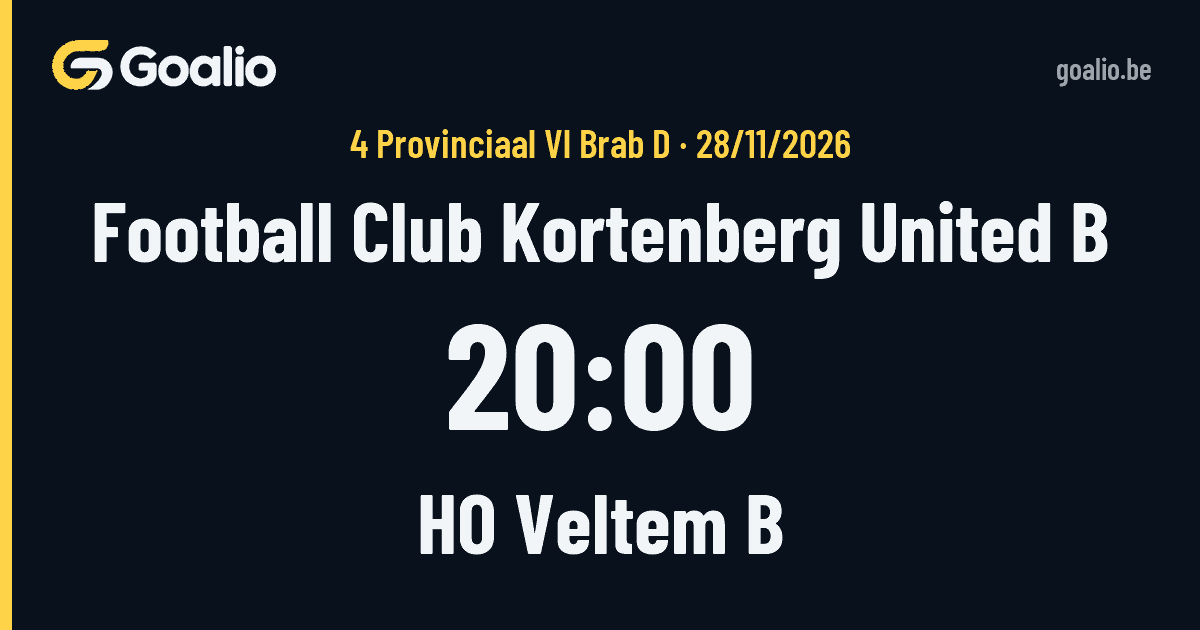 Goalio
goalio.be
4 Provinciaal Vl Brab D · 28/11/2026
Football Club Kortenberg United B
20:00
HO Veltem B